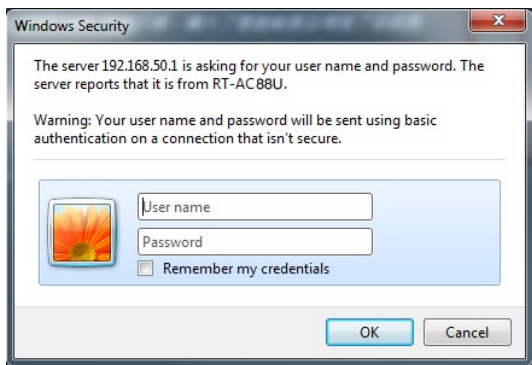 Windows Security
The server 192.168.50.1 is asking for your user name and password. The
server reports that it is from RT-AC88U.
Warning: Your user name and password will be sent using basic
authentication on a connection that isn't secure.
User name
Password
Remember my credentials
OK
Cancel